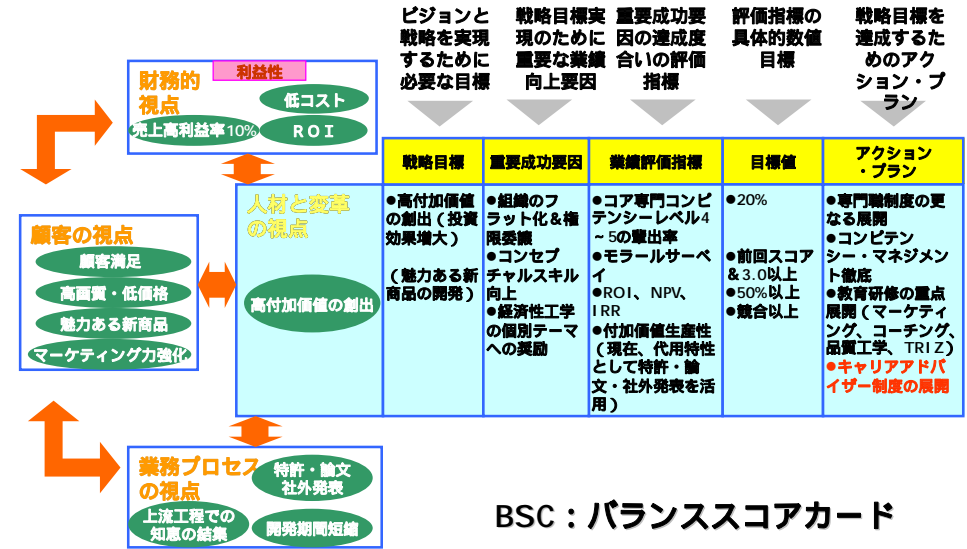 ビジョンと
戦略を実現
するために
必要な目標
戦略目標実
現のために
重要な業績
向上要因
重要成功要
因の達成度
合いの評価
指標
評価指標の
具体的数値
目標
戦略目標を
達成するた
めのアク
ション・プ
ラン
財務的
視点
利益性
低コスト
売上高利益率10%
ＲＯＩ
戦略目標
重要成功要因
業績評価指標
目標値
アクション
・プラン
人材と変革
の視点
高付加価値の創出
●高付加価値
の創出（投資
効果増大）
（魅力ある新
商品の開発）
●組織のフ
ラット化＆権
限委譲
●コンセプ
チャルスキル
向上
●経済性工学
の個別テーマ
への奨励
●コア専門コンピ
テンシーレベル4
～5の輩出率
●モラールサーベ
イ
●ROI、NPV、
IRR
●付加価値生産性
（現在、代用特性
として特許・論
文・社外発表を活
用）
●20%
●前回スコア
＆3.0以上
●50%以上
●競合以上
●専門職制度の更
なる展開
●コンピテン
シー・マネジメン
ト徹底
●教育研修の重点
展開（マーケティ
ング、コーチング、
品質工学、TRIZ）
●キャリアアドバ
イザー制度の展開
顧客の視点
顧客満足
高画質・低価格
魅力ある新商品
マーケティング力強化
業務プロセス
の視点
特許・論文
社外発表
上流工程での
知恵の結集
開発期間短縮
BSC：バランススコアカード